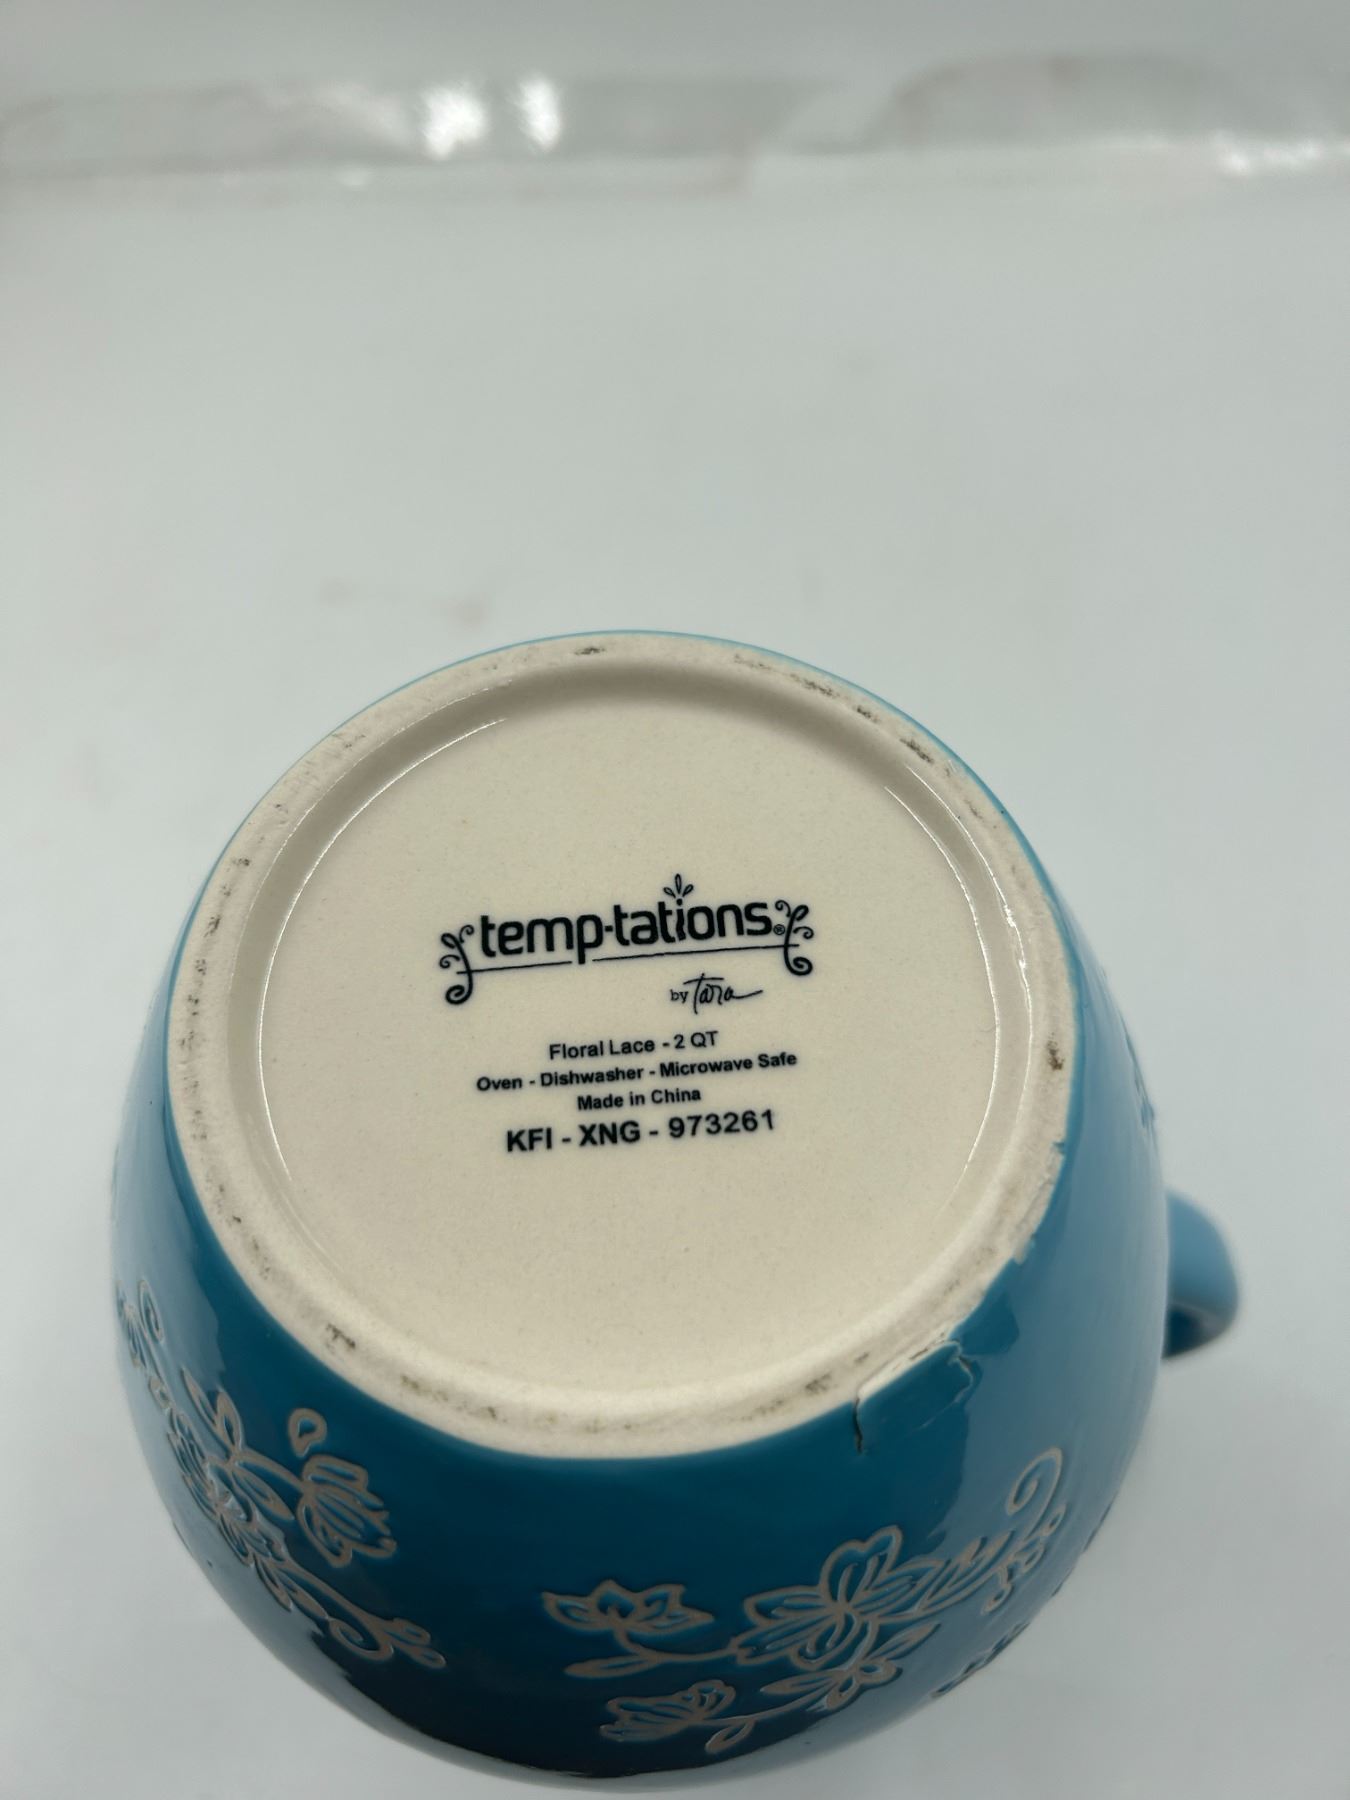 temp-tations®
by Tara
Floral Lace - 2 QT
Oven - Dishwasher - Microwave Safe
Made in China
KFI - XNG - 973261